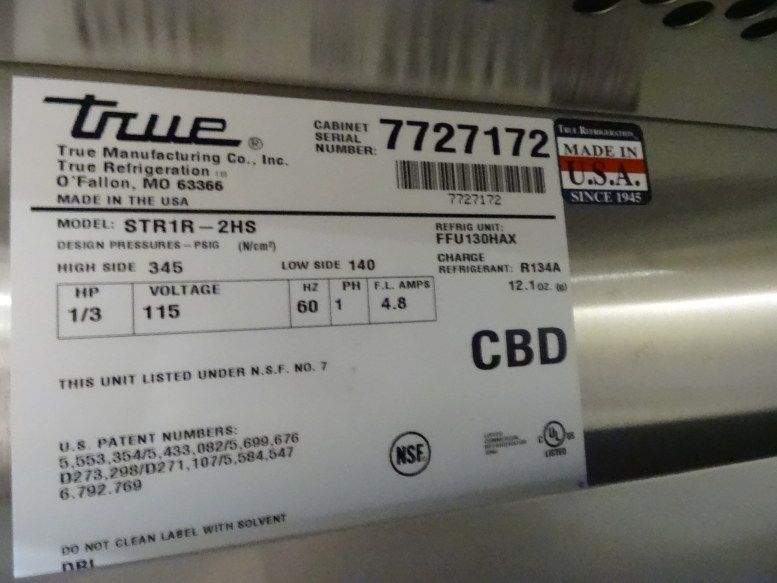 true ®
True Manufacturing Co., Inc.
True Refrigeration
O'Fallon, MO 63366
MADE IN THE USA
CABINET
SERIAL
NUMBER: 7727172
7727172
TRUE REFRIGERATION
MADE IN
U.S.A.
SINCE 1945
MODEL: STR1R-2HS
DESIGN PRESSURES - PSIG (N/cm²)
HIGH SIDE 345 LOW SIDE 140
REFRIG UNIT:
FFU130HAX
CHARGE
REFRIGERANT: R134A
12.1 oz.
HP VOLTAGE HZ PH F.L. AMPS
1/3 115 60 1 4.8
CBD
THIS UNIT LISTED UNDER N.S.F. NO. 7
U.S. PATENT NUMBERS:
5,553,354/5,433,082/5,699,676
D273,298/D271,107/5,584,547
6.792.769
NSF
LISTED
COMMERCIAL
REFRIGERATOR
C UL US
LISTED
DO NOT CLEAN LABEL WITH SOLVENT